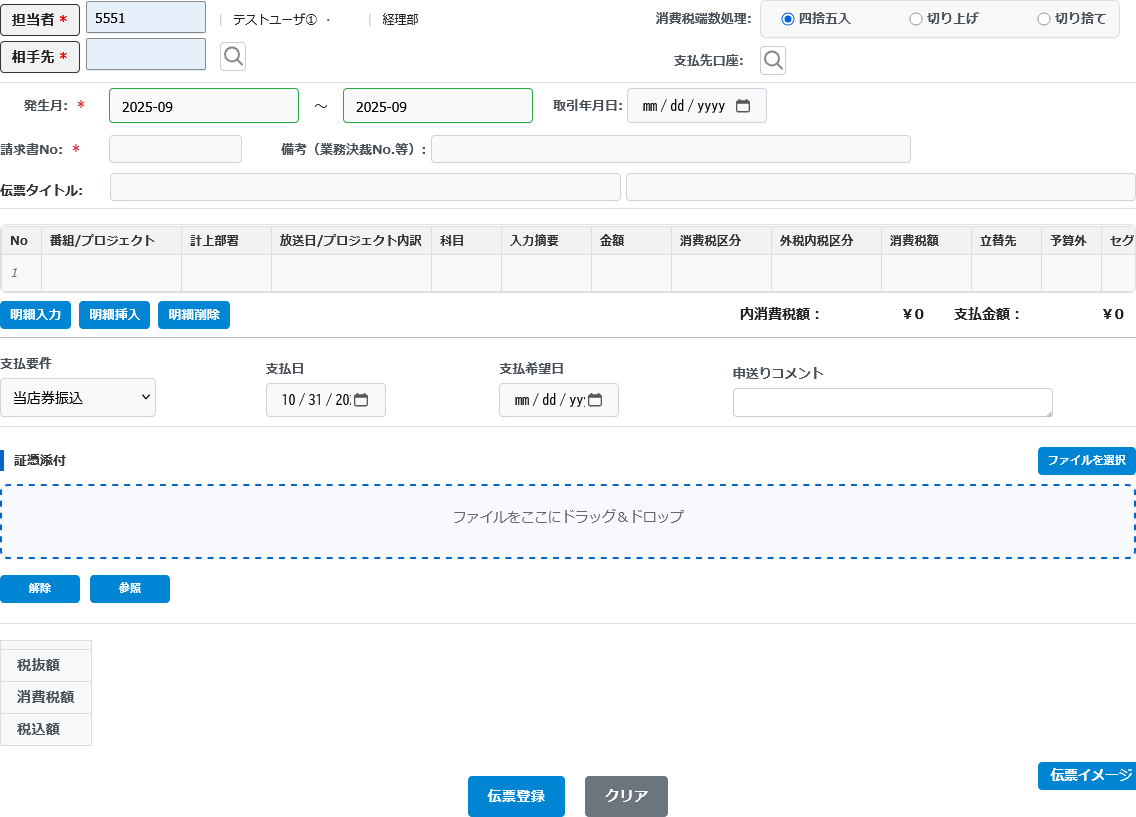 担当者 * 5551 | テストユーザ① ・ | 経理部 消費税端数処理: 四捨五入 切り上げ 切り捨て
相手先 * 支払先口座:
発生月: * 2025-09 ～ 2025-09 取引年月日: mm/dd/yyyy
請求書No: * 備考（業務決裁No.等）:
伝票タイトル:
No 番組/プロジェクト 計上部署 放送日/プロジェクト内訳 科目 入力摘要 金額 消費税区分 外税内税区分 消費税額 立替先 予算外 セグ
1
明細入力 明細挿入 明細削除 内消費税額： ¥0 支払金額： ¥0
支払要件 支払日 支払希望日 申送りコメント
当店券振込 10/31/20 mm/dd/yy
証憑添付 ファイルを選択
ファイルをここにドラッグ＆ドロップ
解除 参照
税抜額
消費税額
税込額
伝票イメージ
伝票登録 クリア